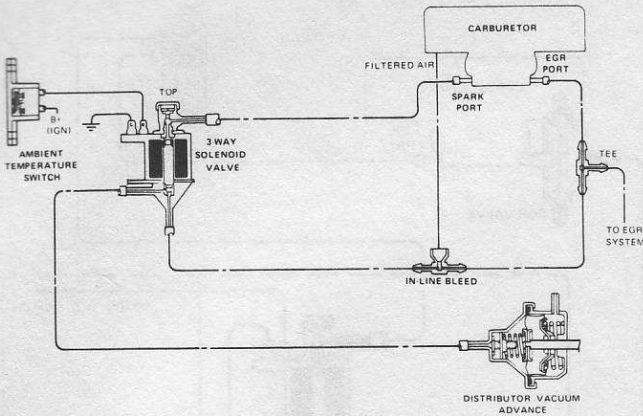 CARBURETOR
FILTERED AIR
EGR
PORT
SPARK
PORT
TOP
B+
(IGN)
AMBIENT
TEMPERATURE
SWITCH
3 WAY
SOLENOID
VALVE
TEE
TO EGR
SYSTEM
IN-LINE BLEED
DISTRIBUTOR VACUUM
ADVANCE